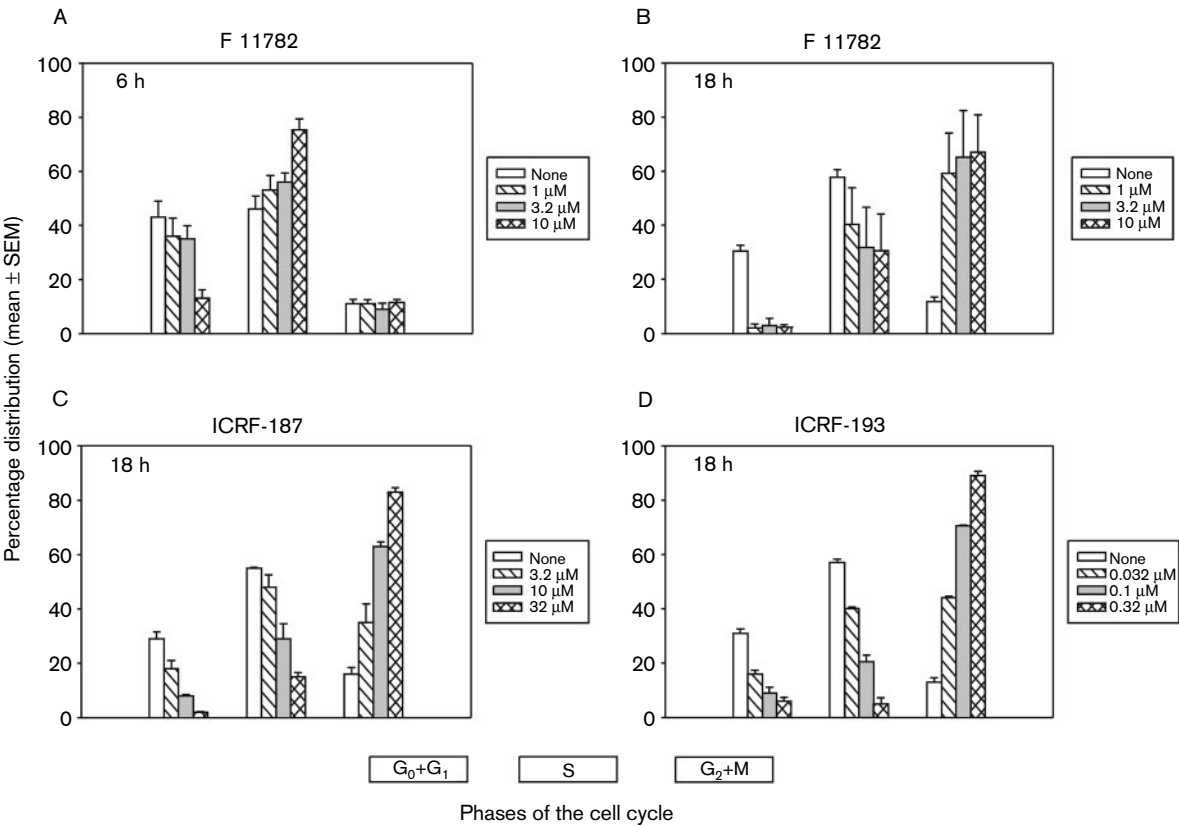 A
F 11782
6 h
100
80
60
40
20
0
None
1 µM
3.2 µM
10 µM
B
F 11782
18 h
100
80
60
40
20
0
None
1 µM
3.2 µM
10 µM
Percentage distribution (mean ± SEM)
C
ICRF-187
18 h
100
80
60
40
20
0
None
3.2 µM
10 µM
32 µM
D
ICRF-193
18 h
100
80
60
40
20
0
None
0.032 µM
0.1 µM
0.32 µM
G₀+G₁
S
G₂+M
Phases of the cell cycle